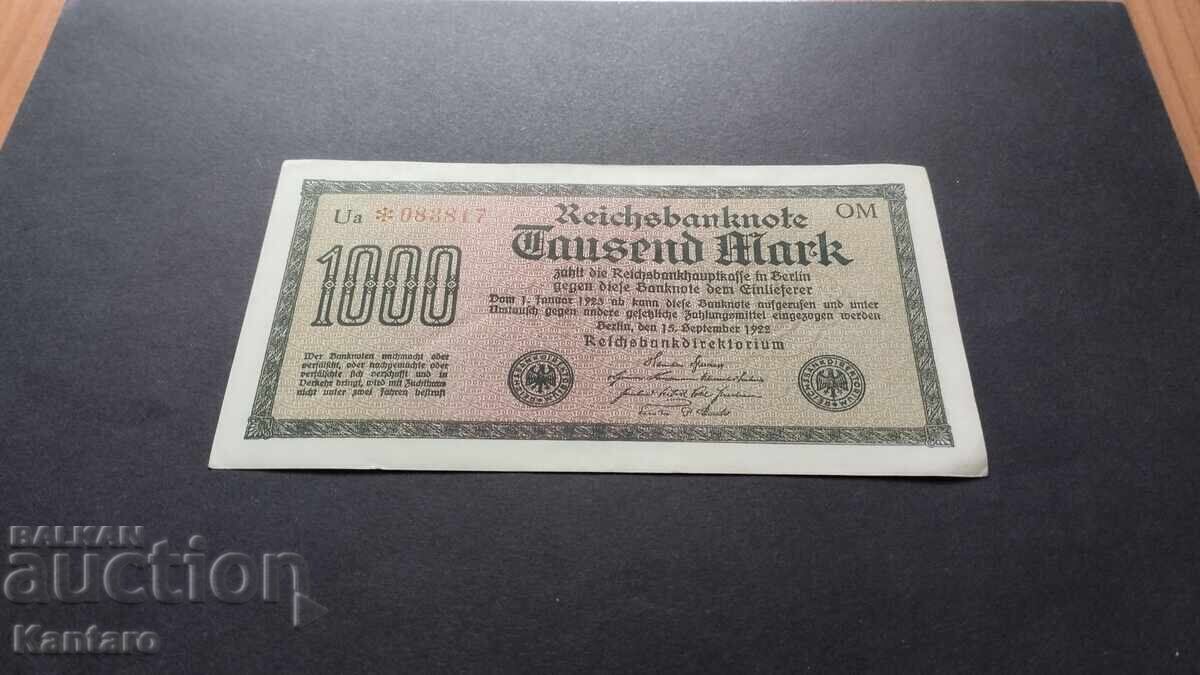 Ua *083817
Reichsbanknote
OM
1000
Tausend Mark
zahlt die Reichsbankhauptkasse in Berlin
gegen diese Banknote dem Einlieferer
Vom 1. Januar 1923 ab kann diese Banknote aufgerufen und unter
Umtausch gegen andere gesetzliche Zahlungsmittel eingezogen werden
Berlin, den 15. September 1922
Reichsbankdirektorium
Wer Banknoten nachmacht oder
verfälscht, oder nachgemachte oder
verfälschte sich verschafft und in
Verkehr bringt, wird mit Zuchthaus
nicht unter zwei Jahren bestraft
REICHSBANKDIREKTORIUM
REICHSBANKDIREKTORIUM
BALKAN
auction
Kantaro